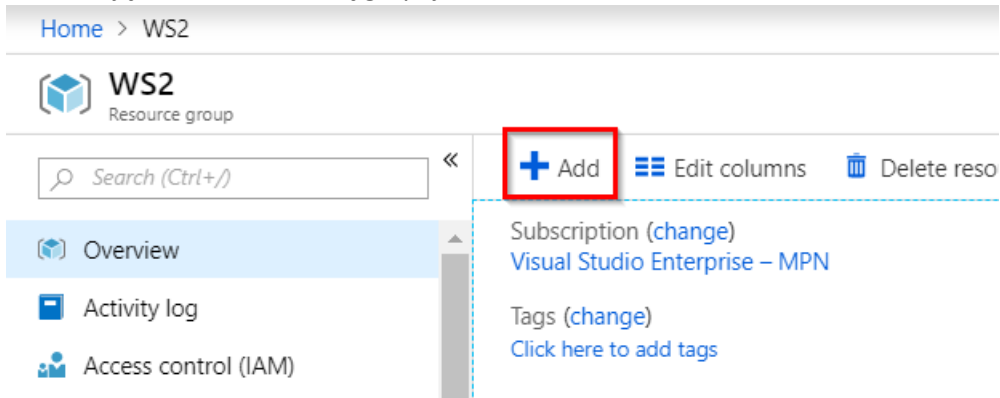 Home > WS2
WS2
Resource group
Search (Ctrl+/)
«
Add
Edit columns
Delete reso
Overview
Activity log
Access control (IAM)
Subscription (change)
Visual Studio Enterprise – MPN
Tags (change)
Click here to add tags